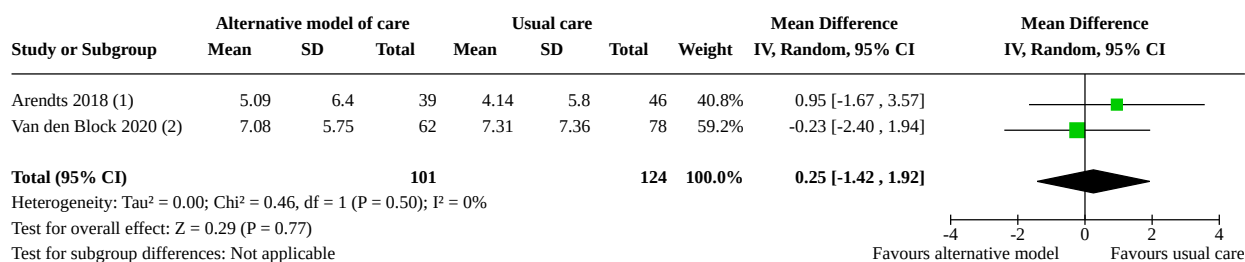 Alternative model of care Usual care Mean Difference Mean Difference
Study or Subgroup Mean SD Total Mean SD Total Weight IV, Random, 95% CI IV, Random, 95% CI
Arendts 2018 (1) 5.09 6.4 39 4.14 5.8 46 40.8% 0.95 [-1.67 , 3.57]
Van den Block 2020 (2) 7.08 5.75 62 7.31 7.36 78 59.2% -0.23 [-2.40 , 1.94]
Total (95% CI) 101 124 100.0% 0.25 [-1.42 , 1.92]
Heterogeneity: Tau² = 0.00; Chi² = 0.46, df = 1 (P = 0.50); I² = 0%
Test for overall effect: Z = 0.29 (P = 0.77)
-4 -2 0 2 4
Test for subgroup differences: Not applicable
Favours alternative model Favours usual care